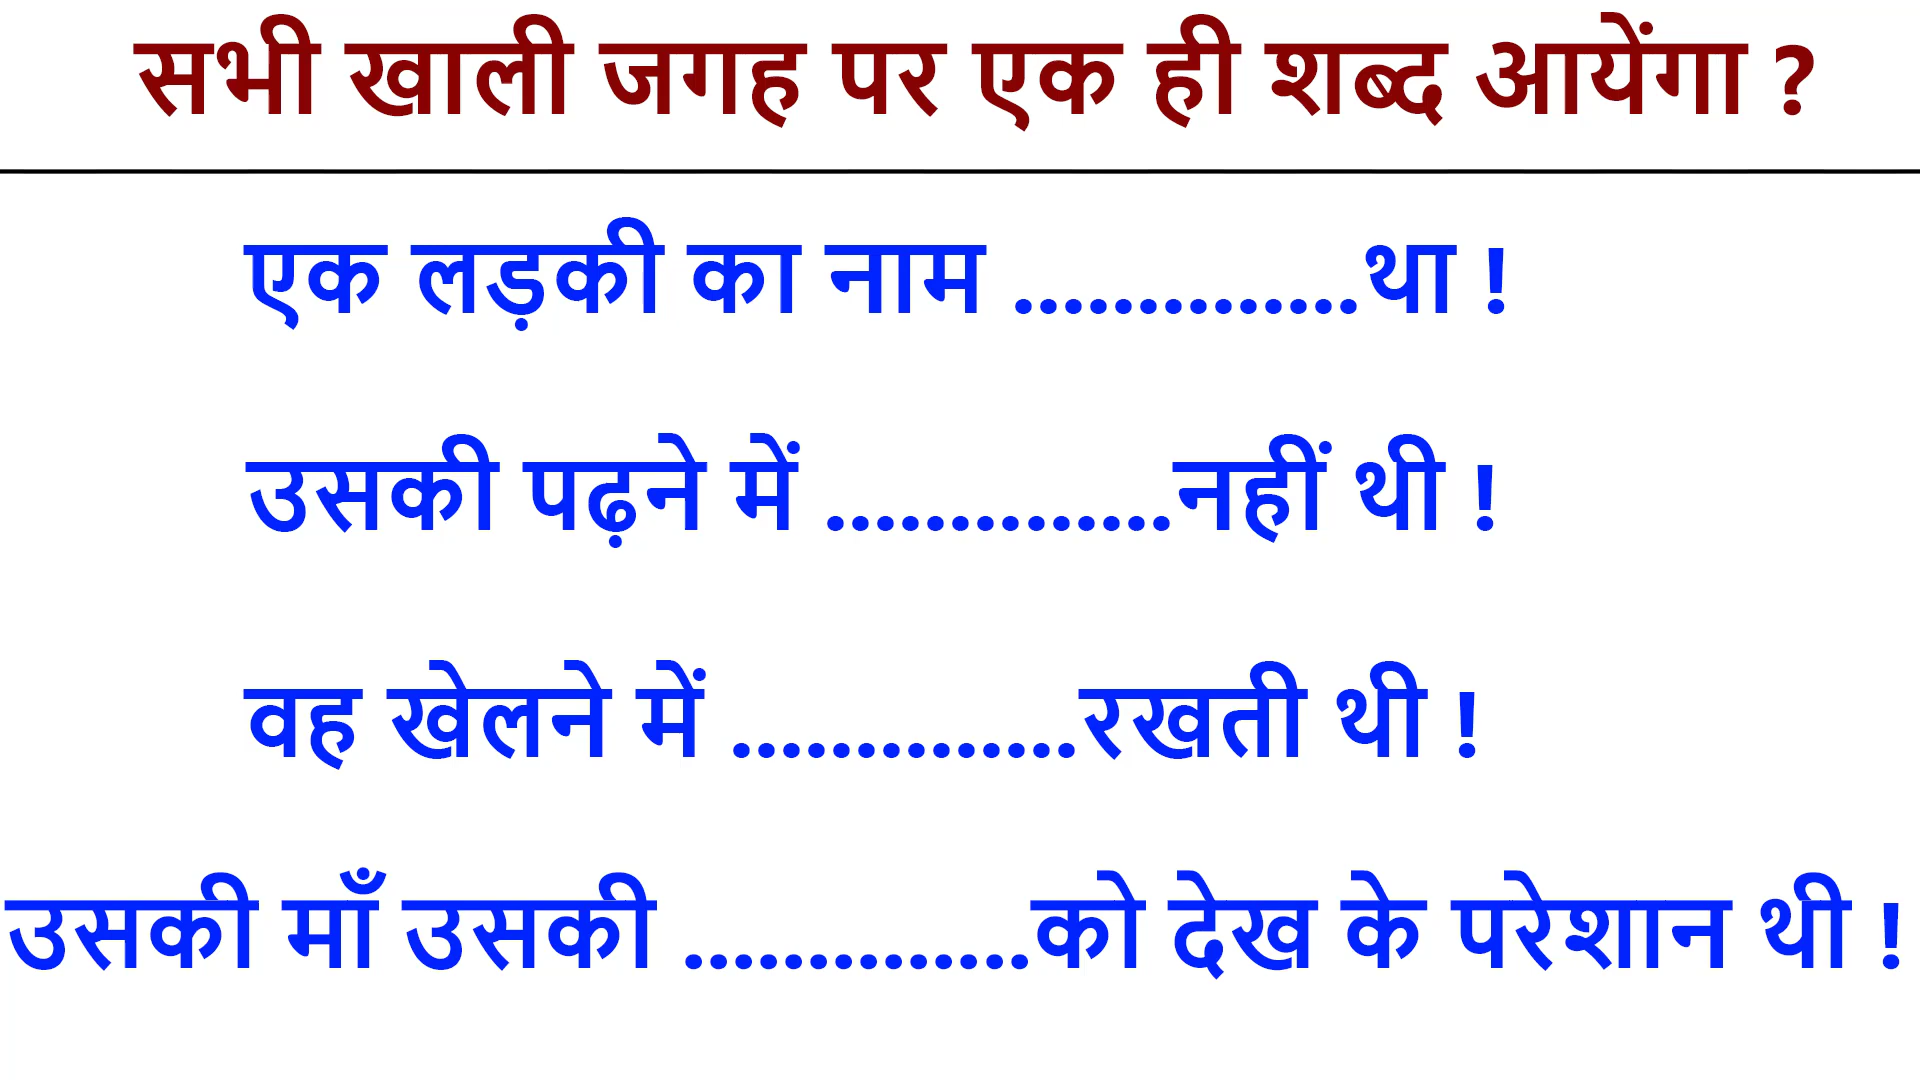 सभी खाली जगह पर एक ही शब्द आयेंगा ?
एक लड़की का नाम ..............था !
उसकी पढ़ने में ..............नहीं थी !
वह खेलने में ..............रखती थी !
उसकी माँ उसकी ..............को देख के परेशान थी !